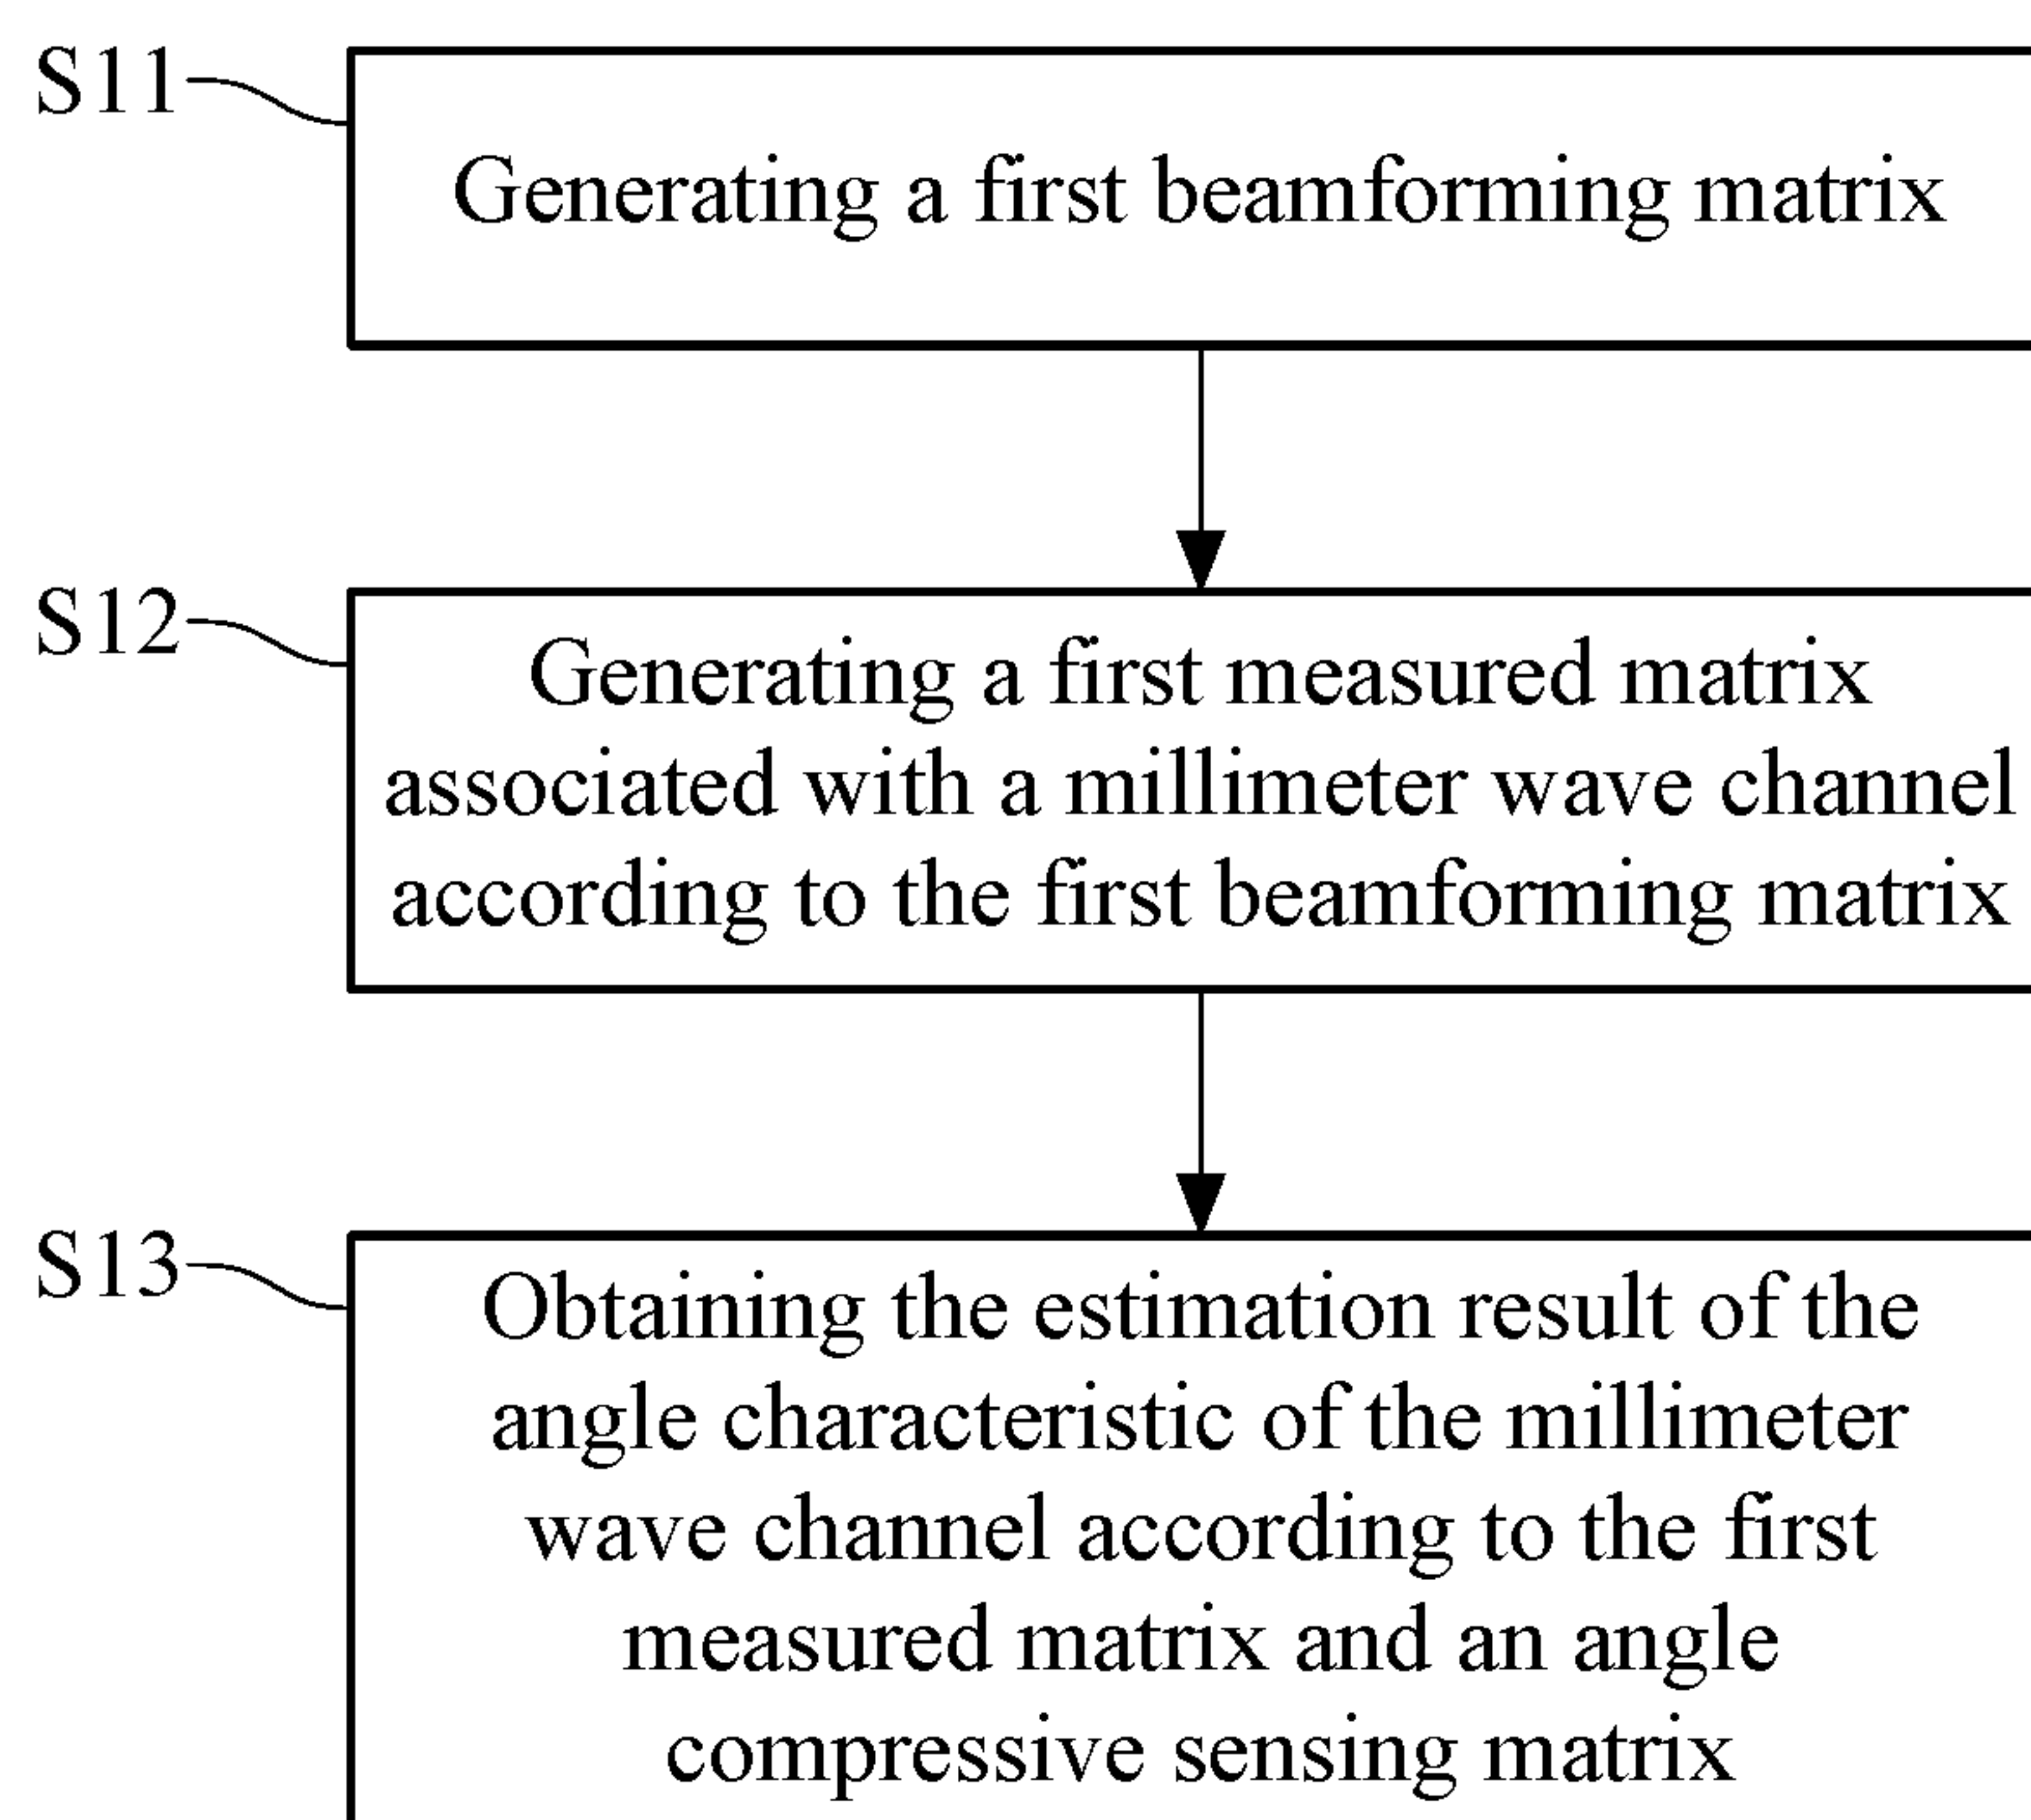 S11
Generating a first beamforming matrix
S12
Generating a first measured matrix
associated with a millimeter wave channel
according to the first beamforming matrix
S13
Obtaining the estimation result of the
angle characteristic of the millimeter
wave channel according to the first
measured matrix and an angle
compressive sensing matrix